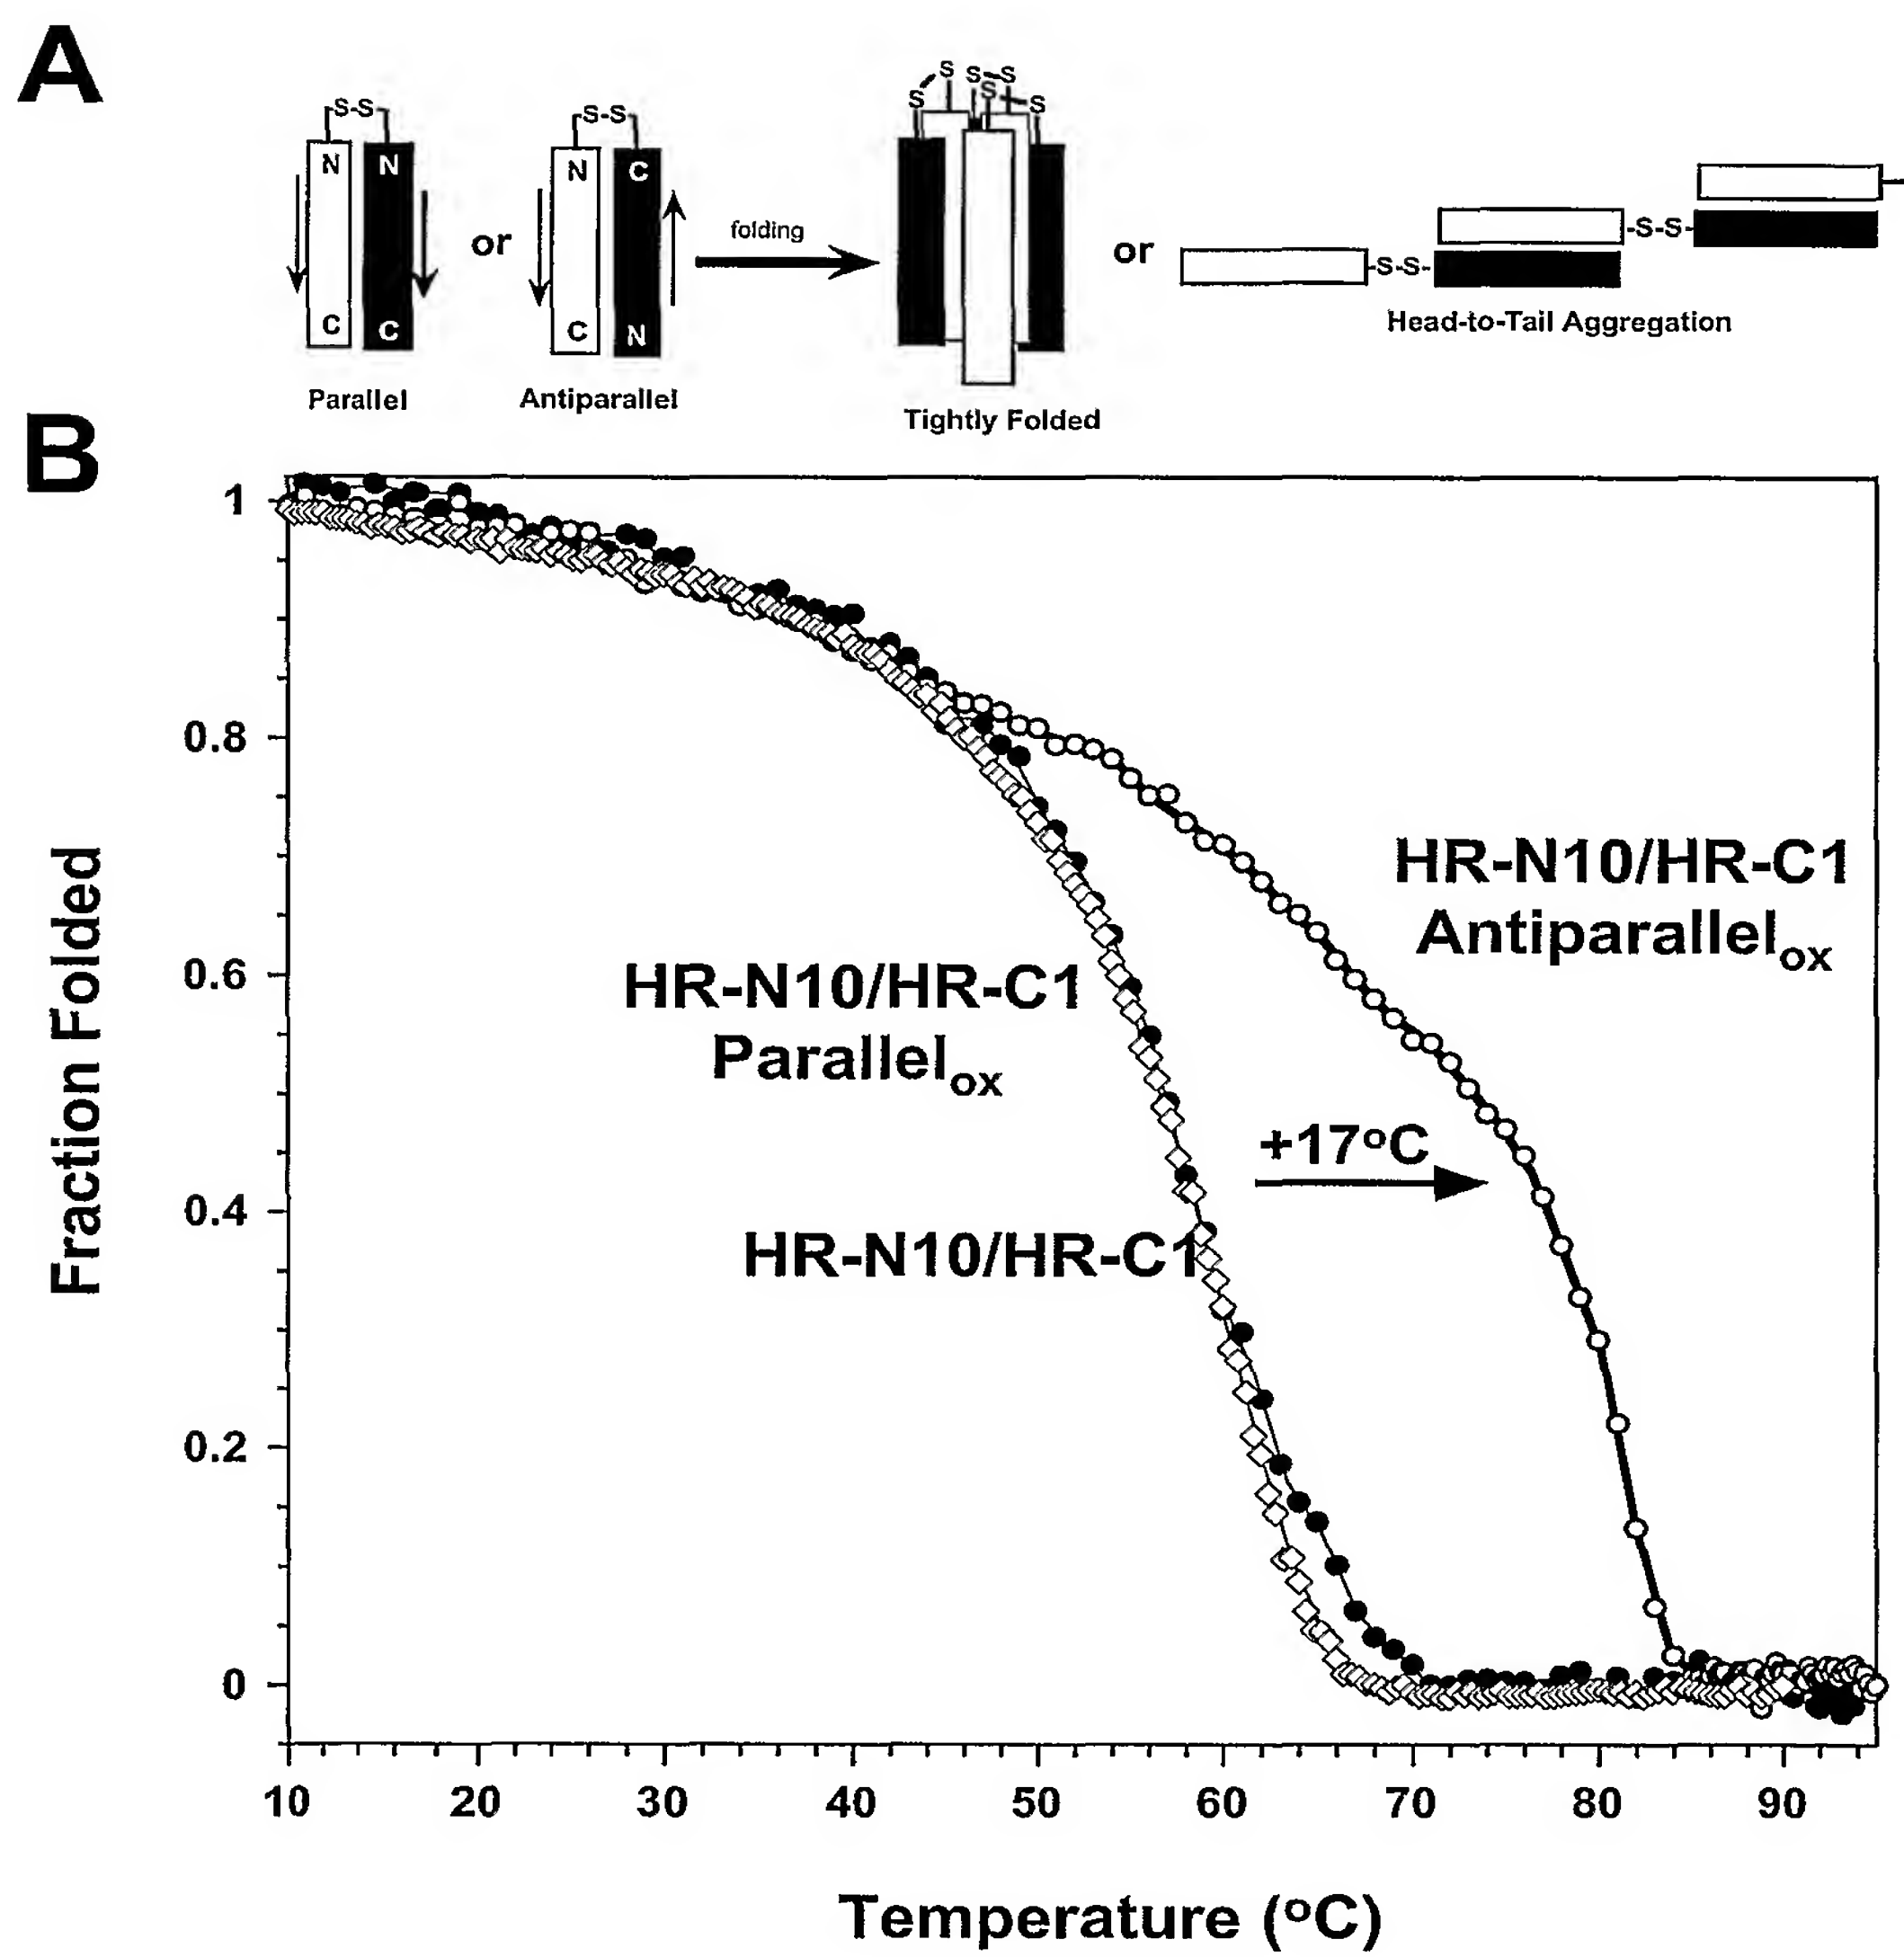 A
S-S
N
N
C
C
Parallel
or
S-S
N
C
C
N
Antiparallel
folding
S
S
S
S
S
S
Tightly Folded
or
-S-S-
-S-S-
Head-to-Tail Aggregation
B
Fraction Folded
1
0.8
0.6
0.4
0.2
0
HR-N10/HR-C1
Antiparallelox
HR-N10/HR-C1
Parallelox
+17oC
HR-N10/HR-C1
10
20
30
40
50
60
70
80
90
Temperature (oC)